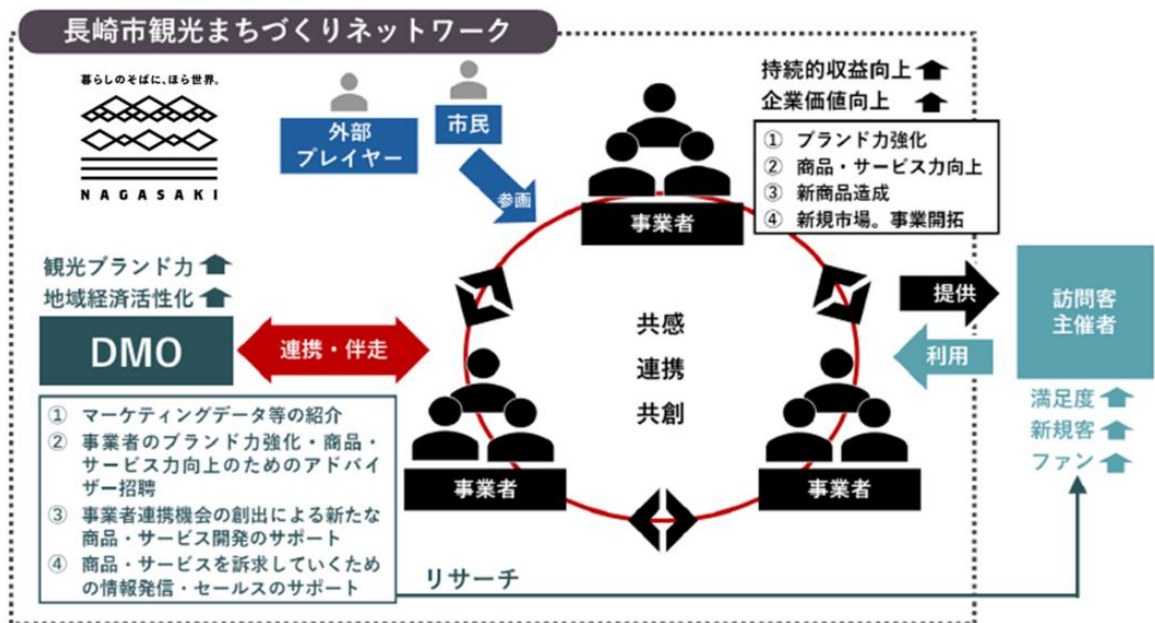 長崎市観光まちづくりネットワーク
暮らしのそばに、ほら世界。
NAGASAKI
外部
プレイヤー
市民
参画
持続的収益向上
企業価値向上
① ブランド力強化
② 商品・サービス力向上
③ 新商品造成
④ 新規市場。事業開拓
事業者
観光ブランド力
地域経済活性化
DMO
連携・伴走
共感
連携
共創
提供
利用
訪問客
主催者
満足度
新規客
ファン
事業者
事業者
① マーケティングデータ等の紹介
② 事業者のブランド力強化・商品・
サービス力向上のためのアドバイ
ザー招聘
③ 事業者連携機会の創出による新たな
商品・サービス開発のサポート
④ 商品・サービスを訴求していくため
の情報発信・セールスのサポート
リサーチ